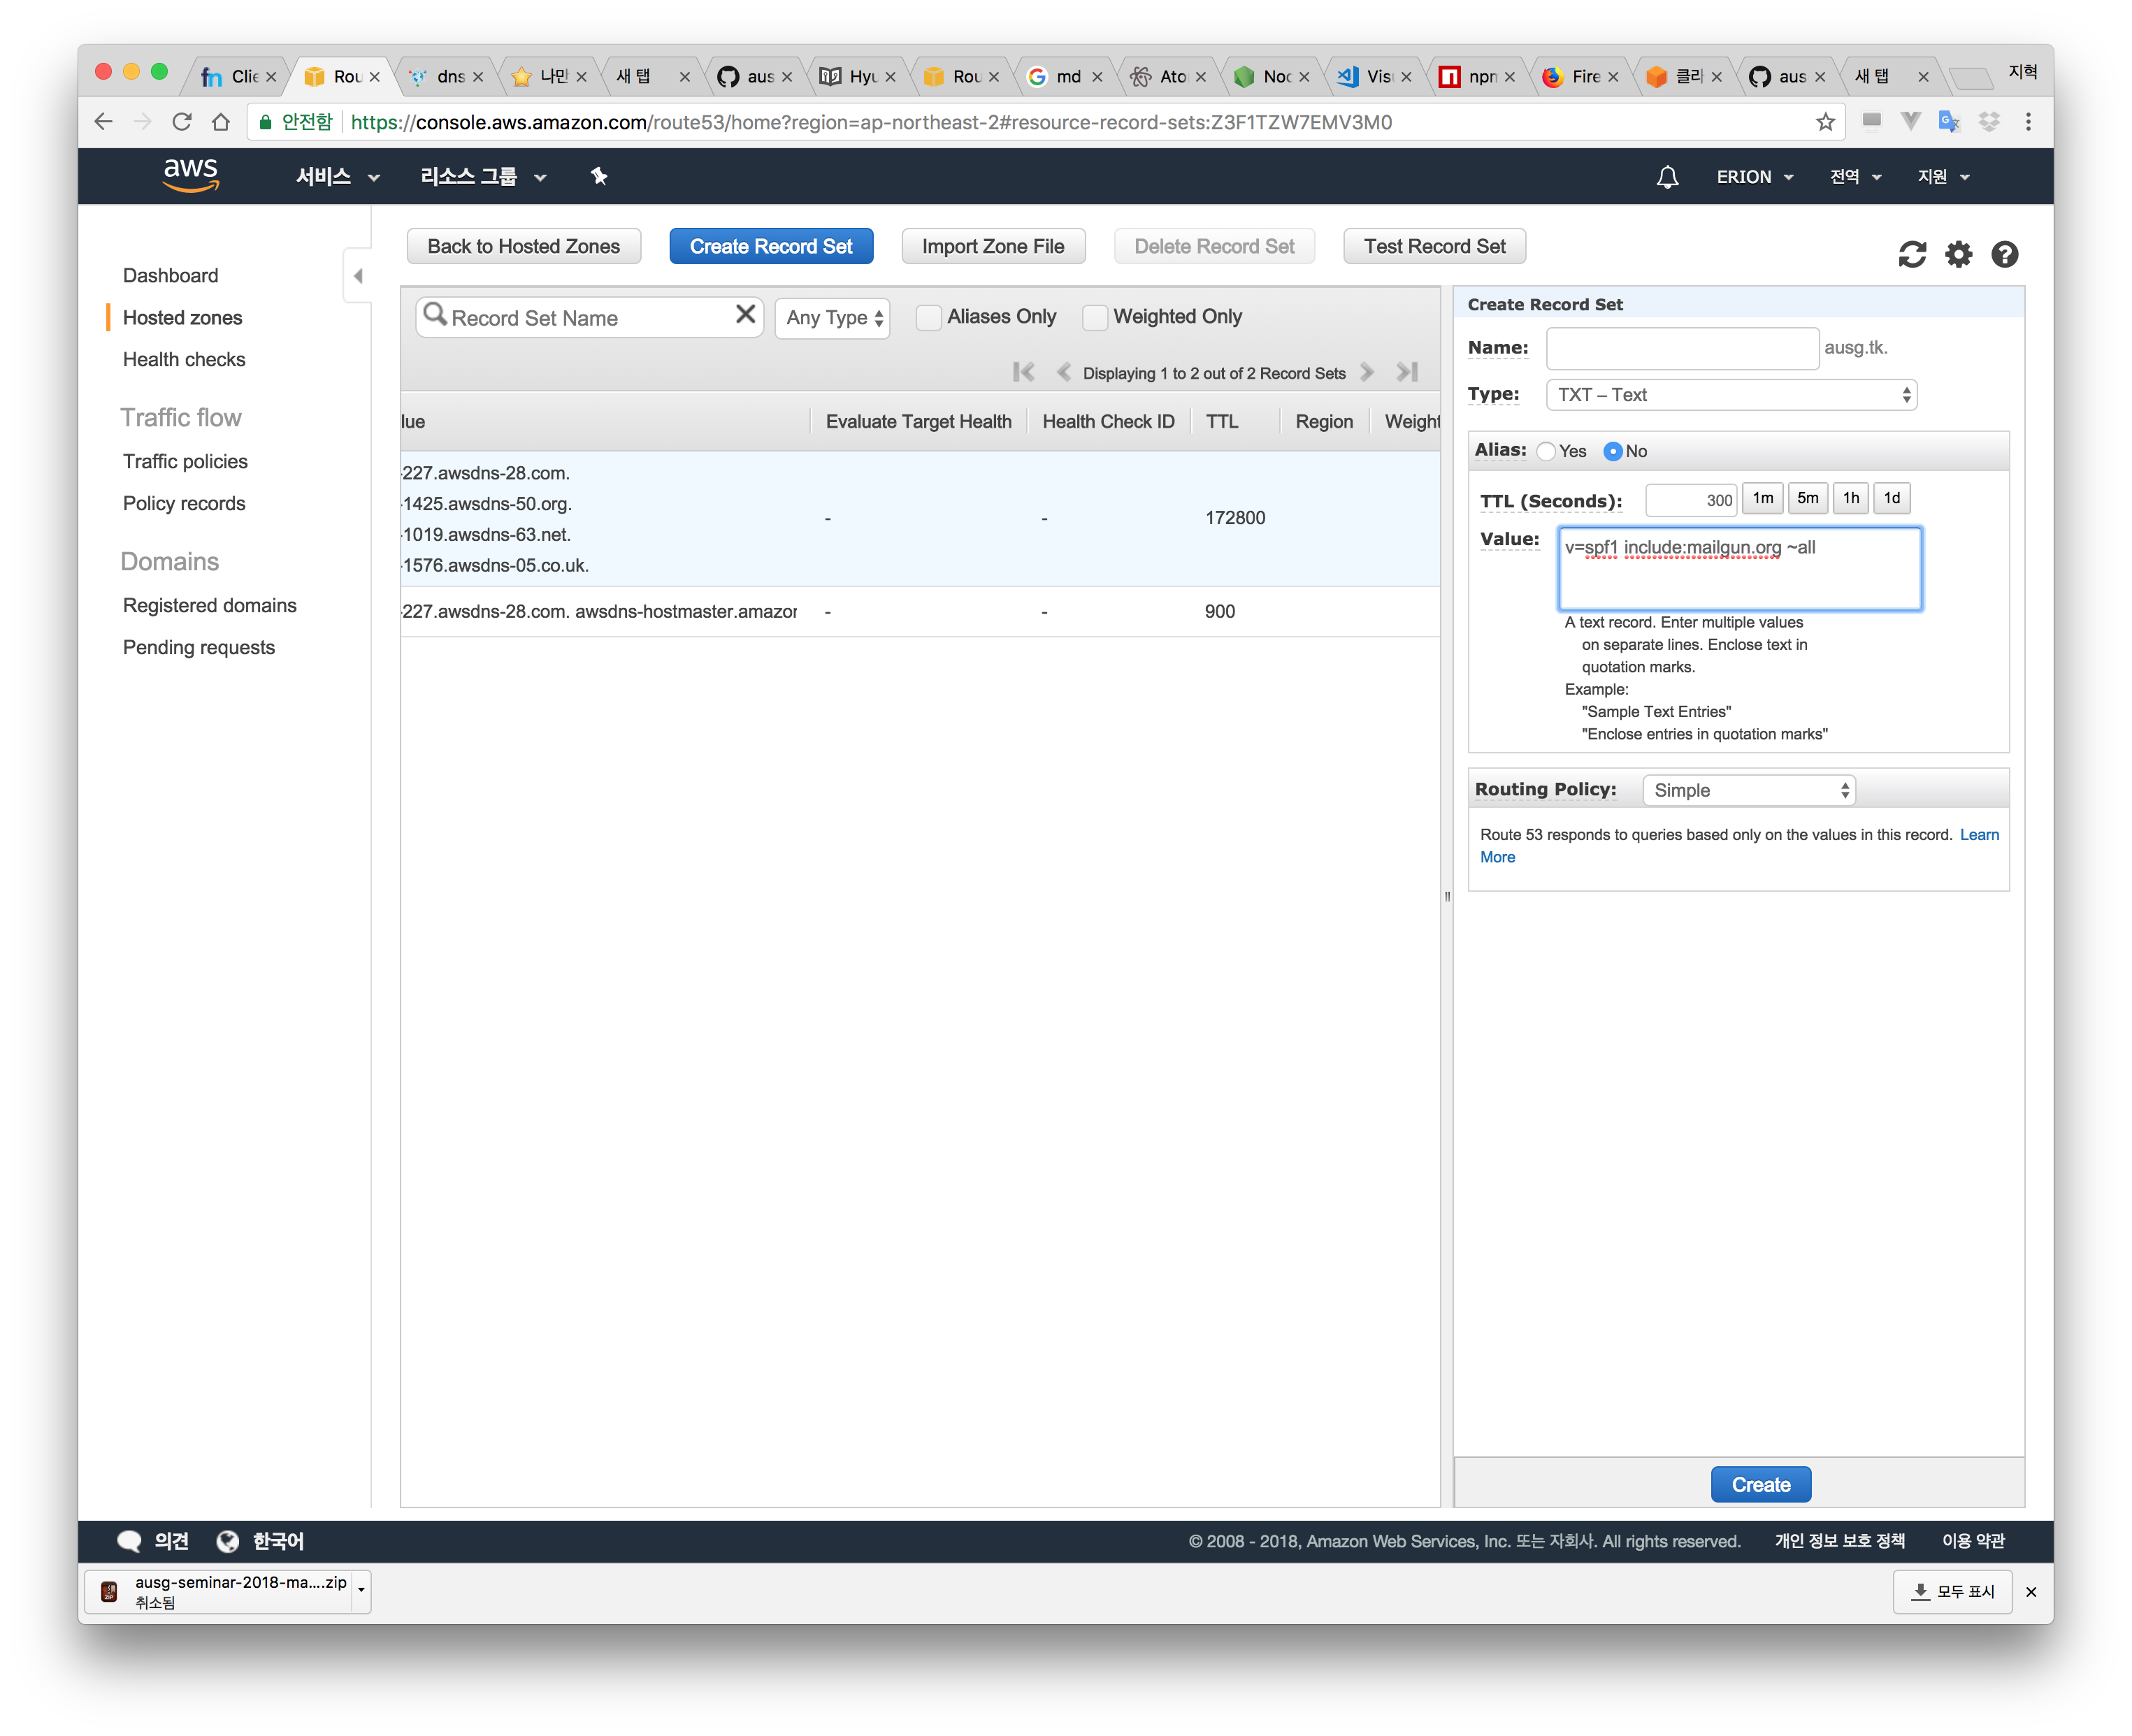 Clie
Rou
dns
나만
새 탭
aus
Hyu
Rou
md
Ato
Noc
Visu
npm
Fire
클라
aus
새 탭
지혁
안전함 https://console.aws.amazon.com/route53/home?region=ap-northeast-2#resource-record-sets:Z3F1TZW7EMV3M0
aws 서비스 리소스 그룹 ERION 전역 지원
Dashboard
Hosted zones
Health checks
Traffic flow
Traffic policies
Policy records
Domains
Registered domains
Pending requests
Back to Hosted Zones Create Record Set Import Zone File Delete Record Set Test Record Set
Record Set Name Any Type Aliases Only Weighted Only
Displaying 1 to 2 out of 2 Record Sets
lue Evaluate Target Health Health Check ID TTL Region Weight
-227.awsdns-28.com.
-1425.awsdns-50.org.
-1019.awsdns-63.net.
-1576.awsdns-05.co.uk.
- - 172800
-227.awsdns-28.com. awsdns-hostmaster.amazor - - 900
Create Record Set
Name: ausg.tk.
Type: TXT – Text
Alias: Yes No
TTL (Seconds): 300 1m 5m 1h 1d
Value: v=spf1 include:mailgun.org ~all
A text record. Enter multiple values
on separate lines. Enclose text in
quotation marks.
Example:
"Sample Text Entries"
"Enclose entries in quotation marks"
Routing Policy: Simple
Route 53 responds to queries based only on the values in this record. Learn
More
Create
의견 한국어 © 2008 - 2018, Amazon Web Services, Inc. 또는 자회사. All rights reserved. 개인 정보 보호 정책 이용 약관
ausg-seminar-2018-ma....zip
취소됨
모두 표시